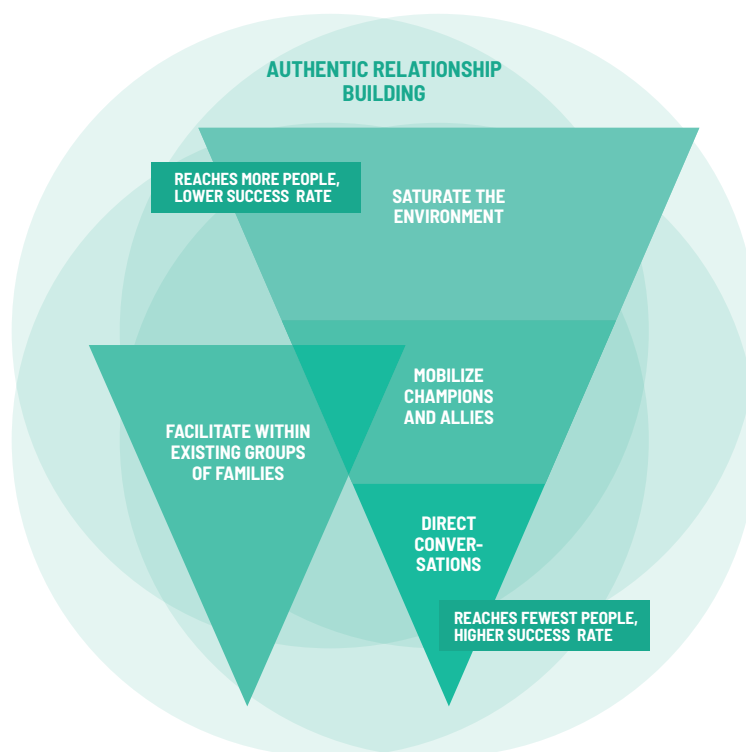 AUTHENTIC RELATIONSHIP
BUILDING
REACHES MORE PEOPLE,
LOWER SUCCESS RATE
SATURATE THE
ENVIRONMENT
MOBILIZE
CHAMPIONS
AND ALLIES
FACILITATE WITHIN
EXISTING GROUPS
OF FAMILIES
DIRECT
CONVER-
SATIONS
REACHES FEWEST PEOPLE,
HIGHER SUCCESS RATE